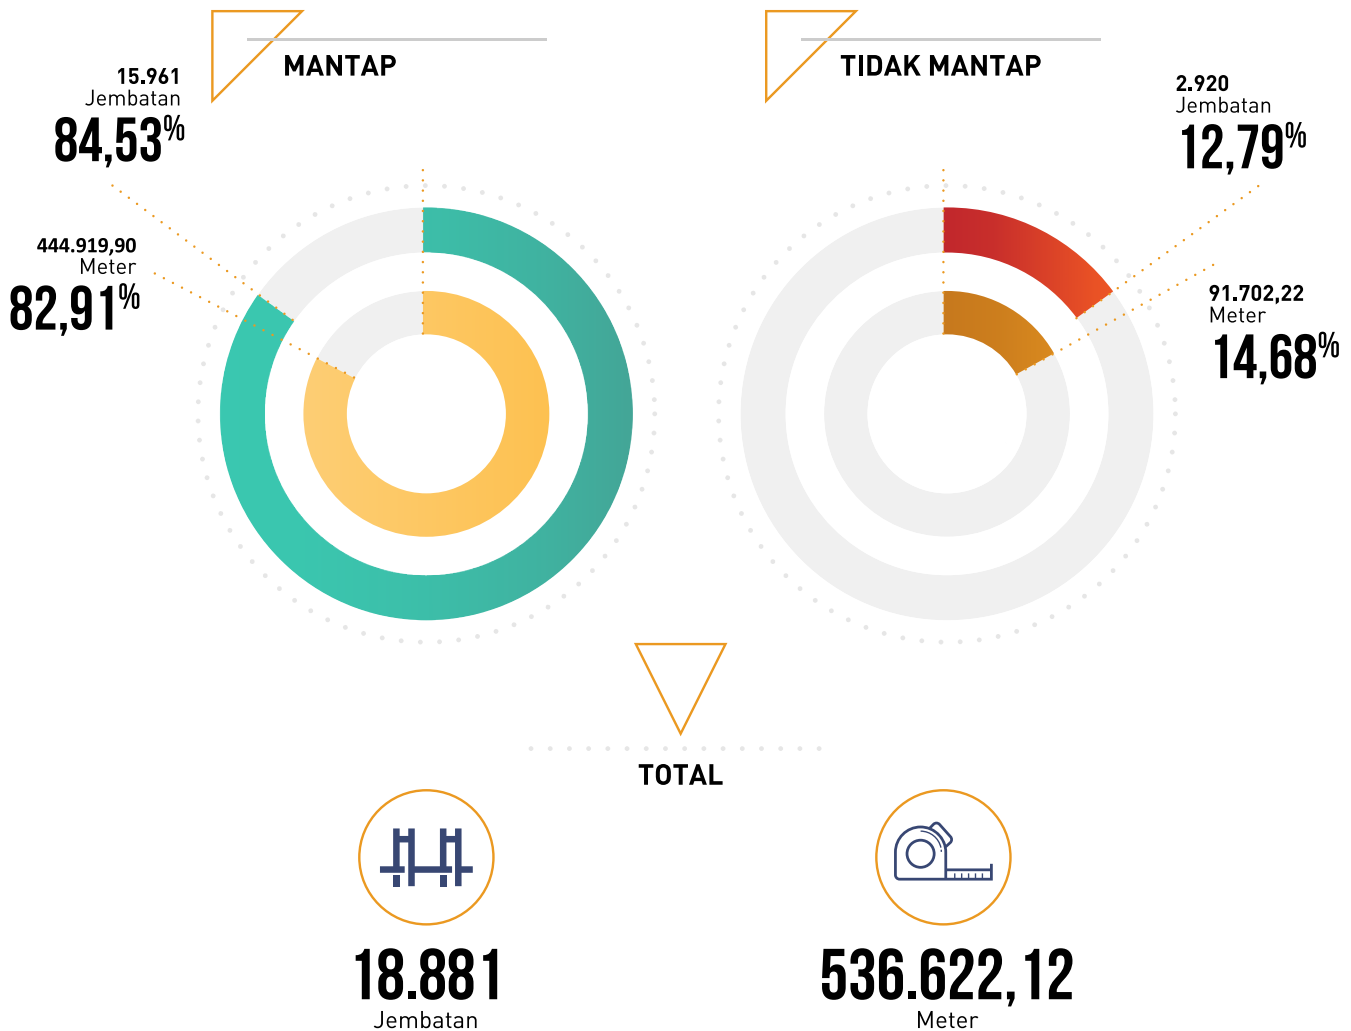 MANTAP
15.961
Jembatan
84,53%
444.919,90
Meter
82,91%
TIDAK MANTAP
2.920
Jembatan
12,79%
91.702,22
Meter
14,68%
TOTAL
18.881
Jembatan
536.622,12
Meter